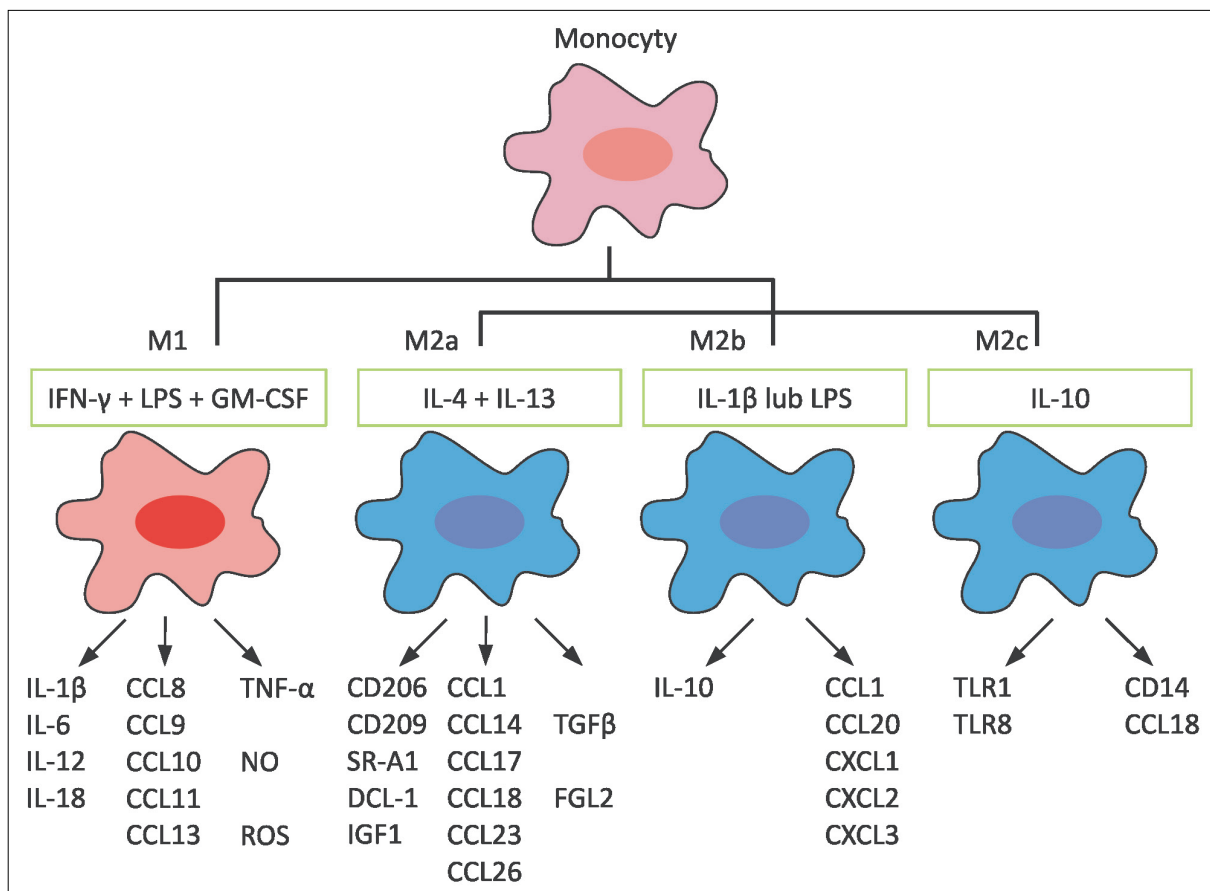 Monocyty
M1
M2a
M2b
M2c
IFN-γ + LPS + GM-CSF
IL-4 + IL-13
IL-1β lub LPS
IL-10
IL-1β
IL-6
IL-12
IL-18
CCL8
CCL9
CCL10
CCL11
CCL13
TNF-α
NO
ROS
CD206
CD209
SR-A1
DCL-1
IGF1
CCL1
CCL14
CCL17
CCL18
CCL23
CCL26
TGFβ
FGL2
IL-10
CCL1
CCL20
CXCL1
CXCL2
CXCL3
TLR1
TLR8
CD14
CCL18